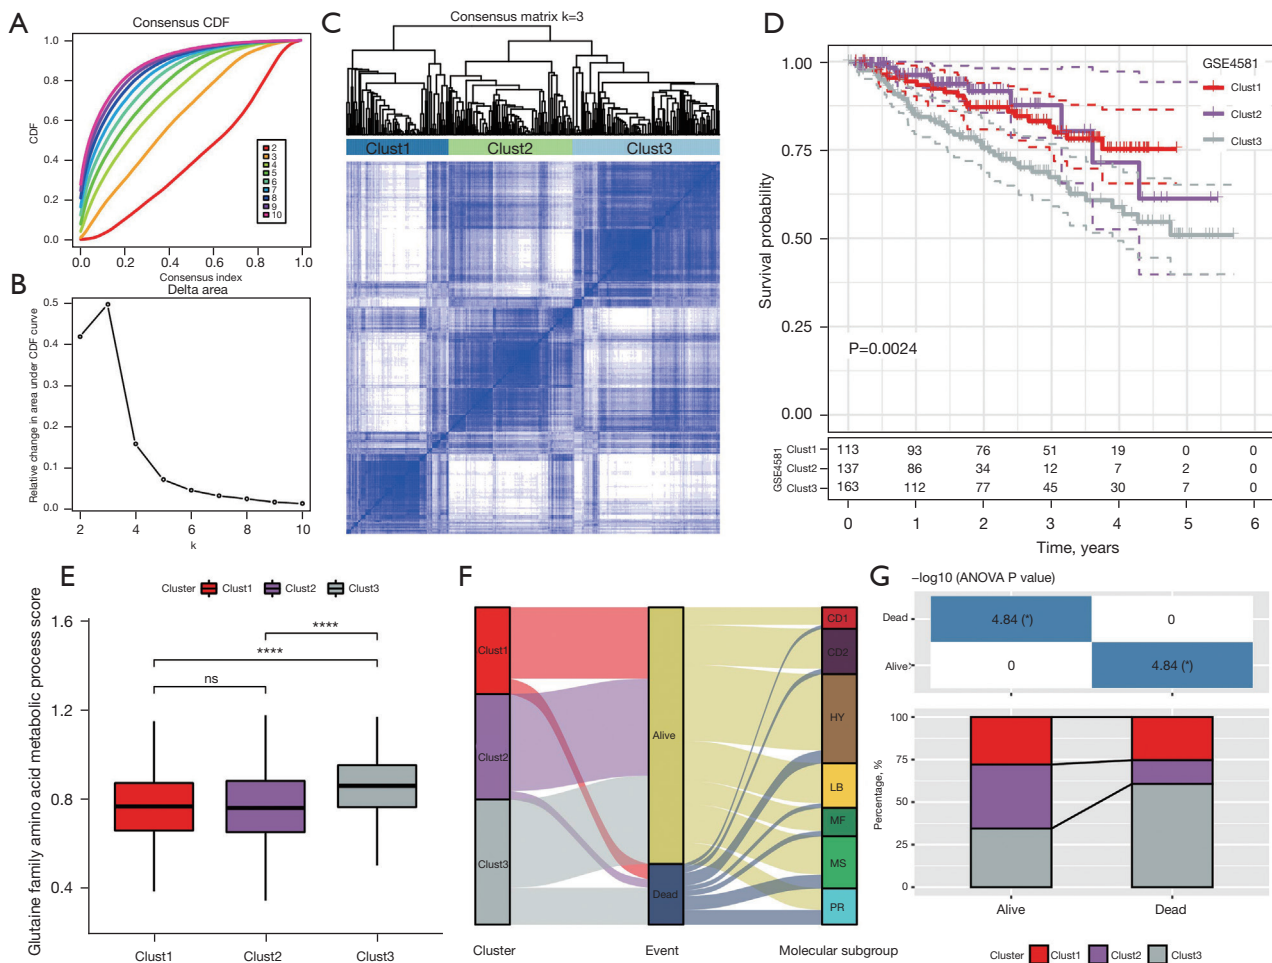 A
Consensus CDF
CDF
1.0
0.8
0.6
0.4
0.2
0.0
2
3
4
5
6
7
8
9
10
0.0 0.2 0.4 0.6 0.8 1.0
Consensus index
B
Delta area
Relative change in area under CDF curve
0.5
0.4
0.3
0.2
0.1
0.0
2 4 6 8 10
k
C
Consensus matrix k=3
Clust1 Clust2 Clust3
D
GSE4581
Clust1
Clust2
Clust3
Survival probability
1.00
0.75
0.50
0.25
0.00
P=0.0024
GSE4581
Clust1 113 93 76 51 19 0 0
Clust2 137 86 34 12 7 2 0
Clust3 163 112 77 45 30 7 0
0 1 2 3 4 5 6
Time, years
E
Cluster Clust1 Clust2 Clust3
Glutaine family amino acid metabolic process score
1.6
1.2
0.8
0.4
****
****
ns
Clust1 Clust2 Clust3
F
Clust1
Clust2
Clust3
Alive
Dead
CD1
CD2
HY
LB
MF
MS
PR
Cluster Event Molecular subgroup
G
−log10 (ANOVA P value)
Dead 4.84 (*) 0
Alive 0 4.84 (*)
Percentage, %
100
75
50
25
0
Alive Dead
Cluster Clust1 Clust2 Clust3